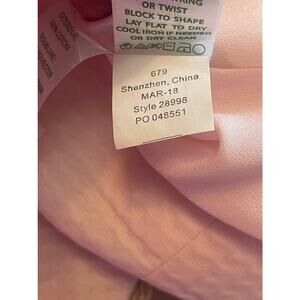 WRING
OR TWIST
BLOCK TO SHAPE
LAY FLAT TO DRY
COOL IRON IF NEEDED
OR DRY CLEAN
679
Shenzhen, China
MAR-18
Style 28998
PO 048551